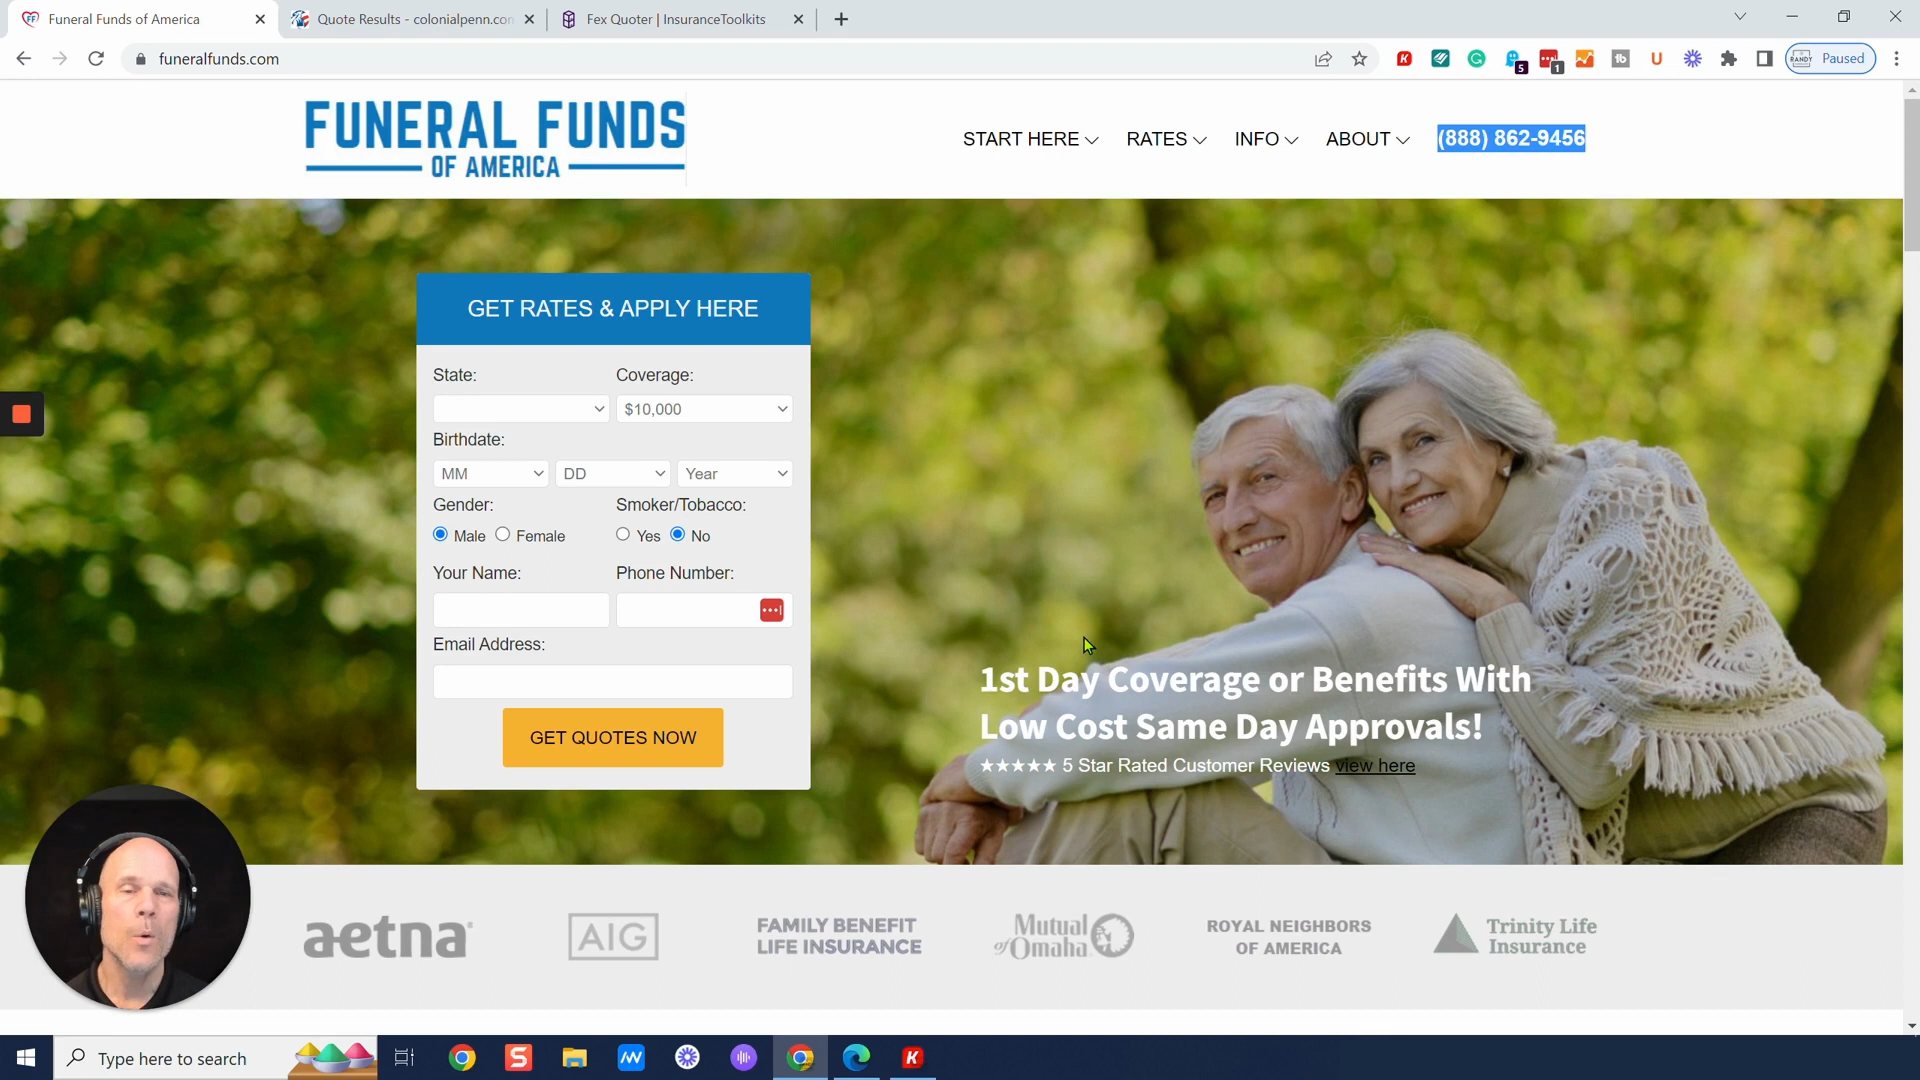 Funeral Funds of America
Quote Results - colonialpenn.com
Fex Quoter | InsuranceToolkits
funeralfunds.com
5
1
RANDY
Paused
FUNERAL FUNDS
OF AMERICA
START HERE
RATES
INFO
ABOUT
(888) 862-9456
GET RATES & APPLY HERE
State:
Coverage:
$10,000
Birthdate:
MM
DD
Year
Gender:
Smoker/Tobacco:
Male
Female
Yes
No
Your Name:
Phone Number:
Email Address:
GET QUOTES NOW
1st Day Coverage or Benefits With
Low Cost Same Day Approvals!
★★★★★ 5 Star Rated Customer Reviews view here
aetna
AIG
FAMILY BENEFIT
LIFE INSURANCE
Mutual
of Omaha
ROYAL NEIGHBORS
OF AMERICA
Trinity Life
Insurance
Type here to search